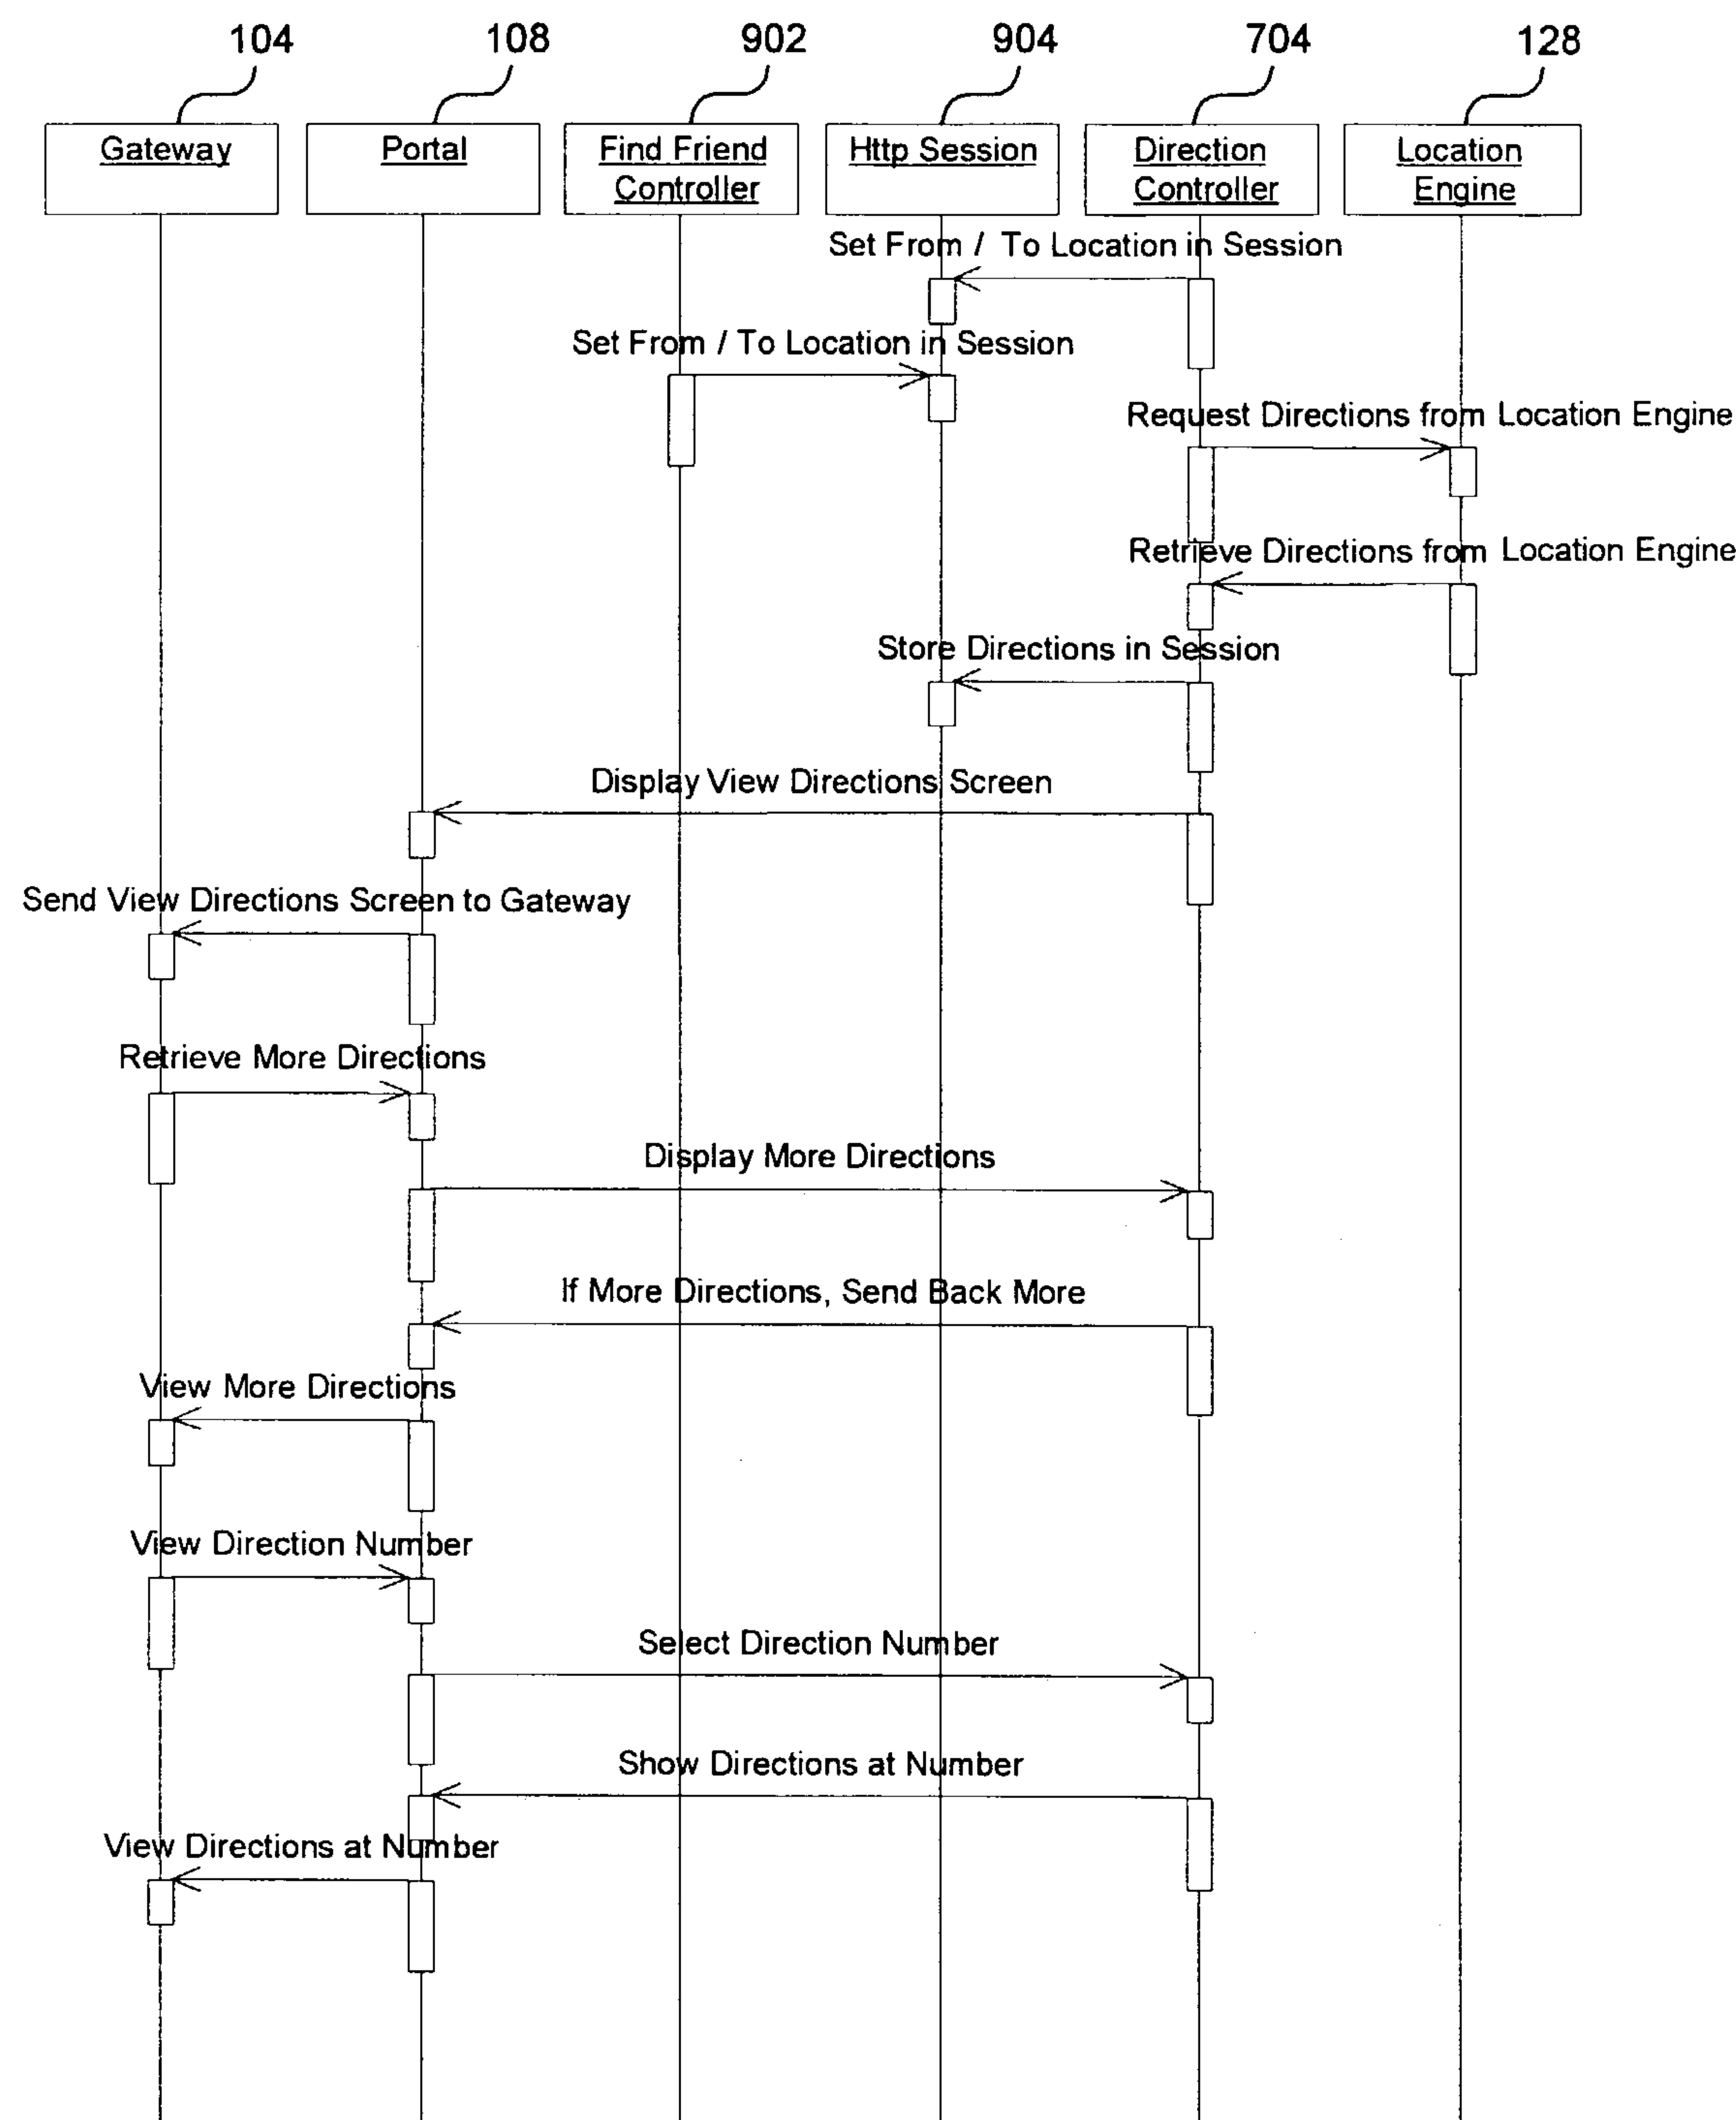 104
108
902
904
704
128
Gateway
Portal
Find Friend
Controller
Http Session
Direction
Controller
Location
Engine
Set From / To Location in Session
Set From / To Location in Session
Request Directions from Location Engine
Retrieve Directions from Location Engine
Store Directions in Session
Display View Directions Screen
Send View Directions Screen to Gateway
Retrieve More Directions
Display More Directions
If More Directions, Send Back More
View More Directions
View Direction Number
Select Direction Number
Show Directions at Number
View Directions at Number